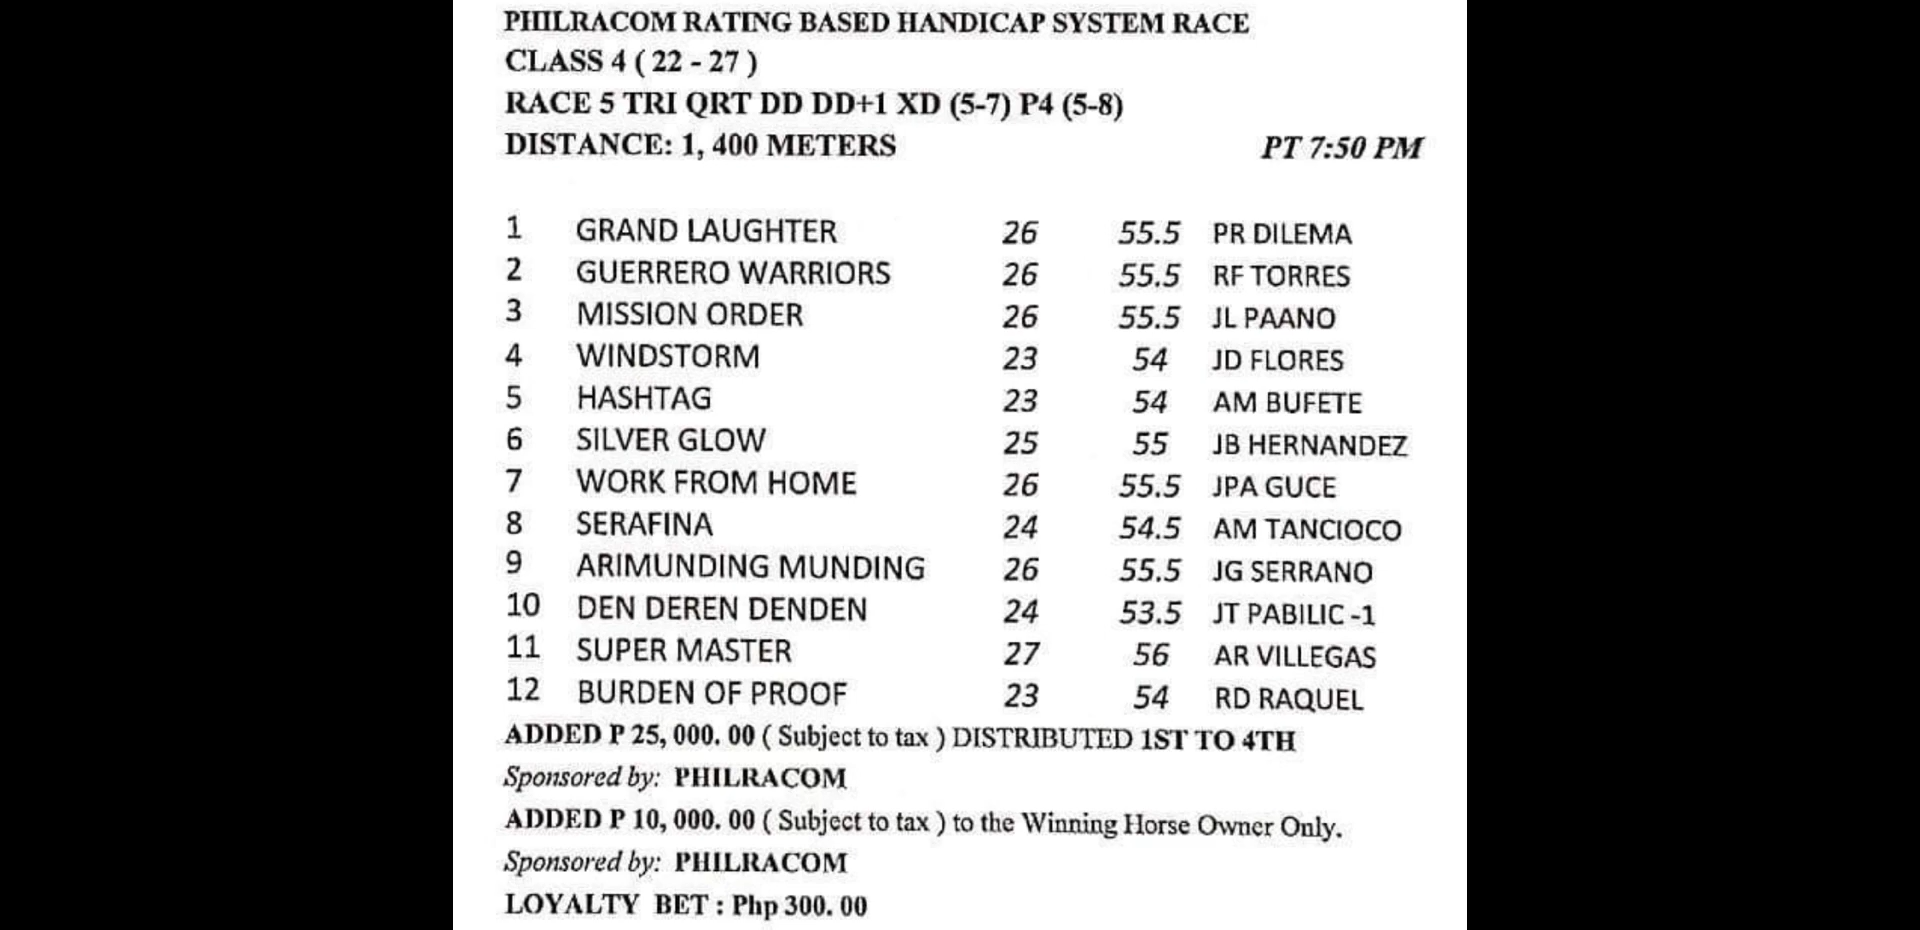 PHILRACOM RATING BASED HANDICAP SYSTEM RACE
CLASS 4 ( 22 - 27 )
RACE 5 TRI QRT DD DD+1 XD (5-7) P4 (5-8)
DISTANCE: 1, 400 METERS PT 7:50 PM
1 GRAND LAUGHTER 26 55.5 PR DILEMA
2 GUERRERO WARRIORS 26 55.5 RF TORRES
3 MISSION ORDER 26 55.5 JL PAANO
4 WINDSTORM 23 54 JD FLORES
5 HASHTAG 23 54 AM BUFETE
6 SILVER GLOW 25 55 JB HERNANDEZ
7 WORK FROM HOME 26 55.5 JPA GUCE
8 SERAFINA 24 54.5 AM TANCIOCO
9 ARIMUNDING MUNDING 26 55.5 JG SERRANO
10 DEN DEREN DENDEN 24 53.5 JT PABILIC -1
11 SUPER MASTER 27 56 AR VILLEGAS
12 BURDEN OF PROOF 23 54 RD RAQUEL
ADDED P 25, 000. 00 ( Subject to tax ) DISTRIBUTED 1ST TO 4TH
Sponsored by: PHILRACOM
ADDED P 10, 000. 00 ( Subject to tax ) to the Winning Horse Owner Only.
Sponsored by: PHILRACOM
LOYALTY BET : Php 300. 00